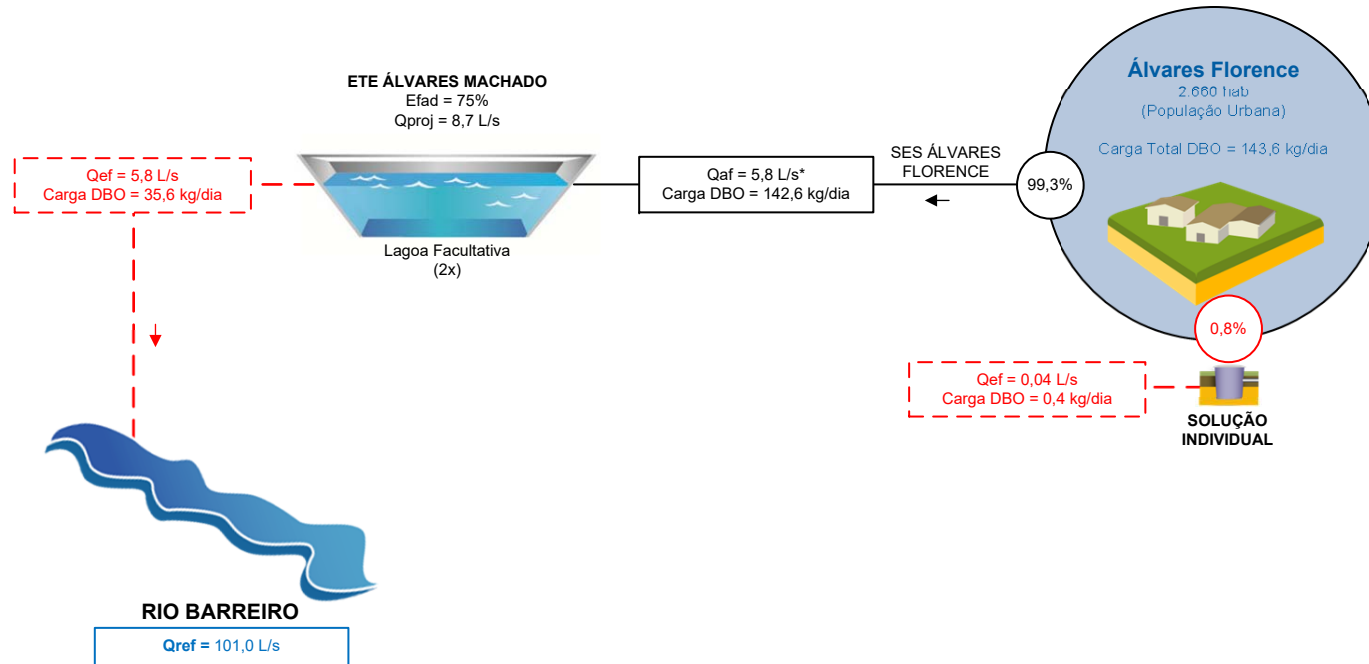 ETE ÁLVARES MACHADO
Efad = 75%
Qproj = 8,7 L/s
Qef = 5,8 L/s
Carga DBO = 35,6 kg/dia
Lagoa Facultativa
(2x)
Qaf = 5,8 L/s*
Carga DBO = 142,6 kg/dia
SES ÁLVARES
FLORENCE
99,3%
Álvares Florence
2.660 hab
(População Urbana)
Carga Total DBO = 143,6 kg/dia
0,8%
Qef = 0,04 L/s
Carga DBO = 0,4 kg/dia
SOLUÇÃO
INDIVIDUAL
RIO BARREIRO
Qref = 101,0 L/s